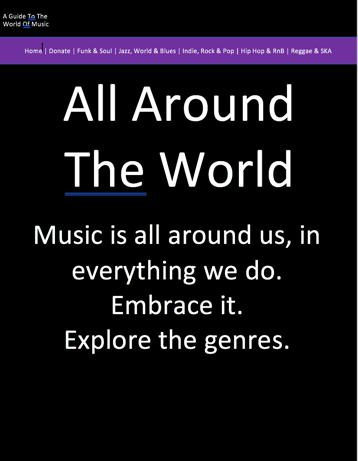 A Guide To The
World Of Music
Home | Donate | Funk & Soul | Jazz, World & Blues | Indie, Rock & Pop | Hip Hop & RnB | Reggae & SKA
All Around
The World
Music is all around us, in
everything we do.
Embrace it.
Explore the genres.